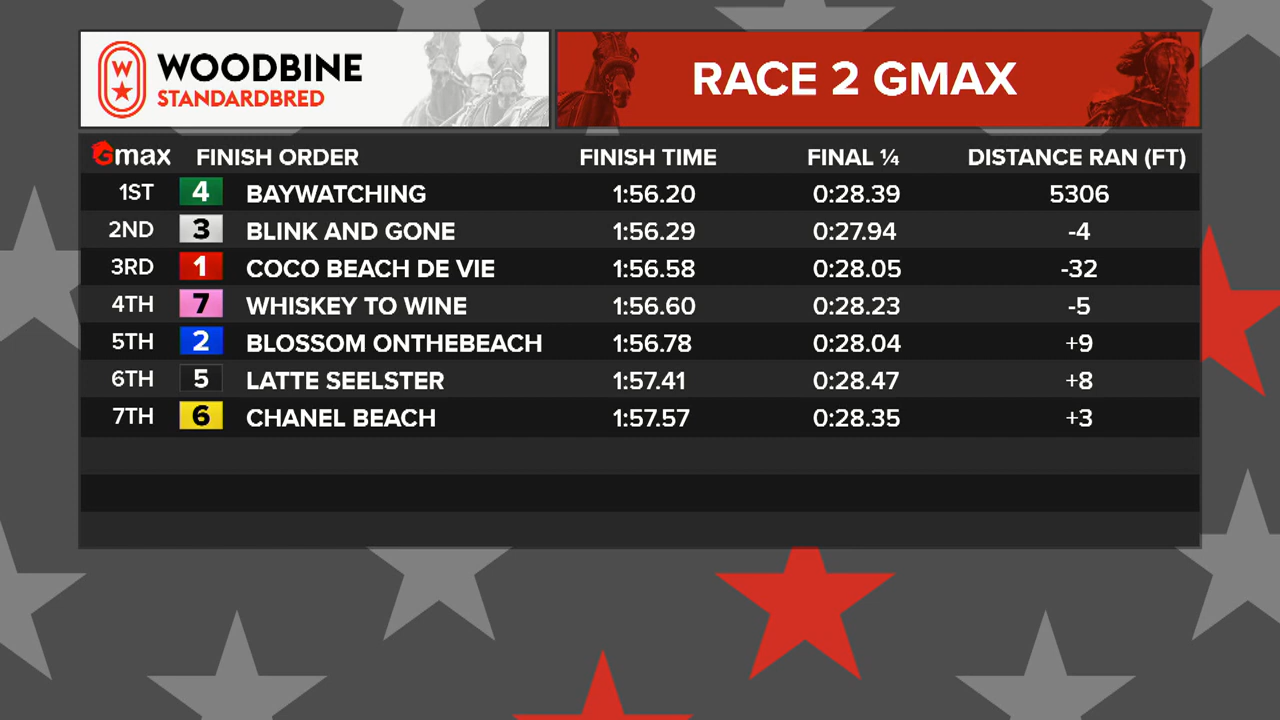 W
WOODBINE
STANDARDBRED
RACE 2 GMAX
Gmax FINISH ORDER FINISH TIME FINAL ¼ DISTANCE RAN (FT)
1ST 4 BAYWATCHING 1:56.20 0:28.39 5306
2ND 3 BLINK AND GONE 1:56.29 0:27.94 -4
3RD 1 COCO BEACH DE VIE 1:56.58 0:28.05 -32
4TH 7 WHISKEY TO WINE 1:56.60 0:28.23 -5
5TH 2 BLOSSOM ONTHEBEACH 1:56.78 0:28.04 +9
6TH 5 LATTE SEELSTER 1:57.41 0:28.47 +8
7TH 6 CHANEL BEACH 1:57.57 0:28.35 +3